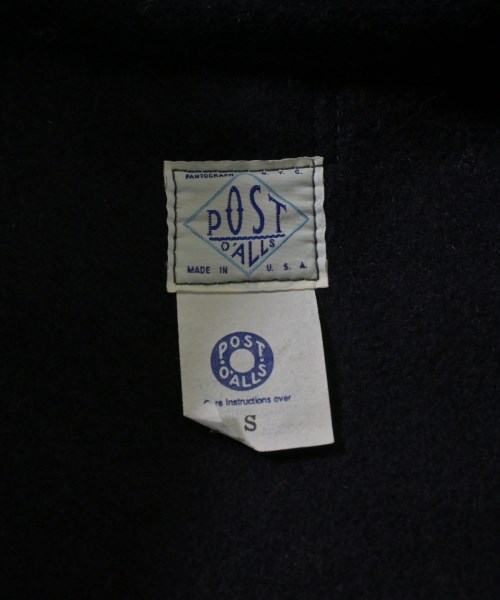 PANTOGRAPH N.Y.C.
POST
O'ALLS
MADE IN U.S.A.
POST
O'ALLS
Care Instructions over
S